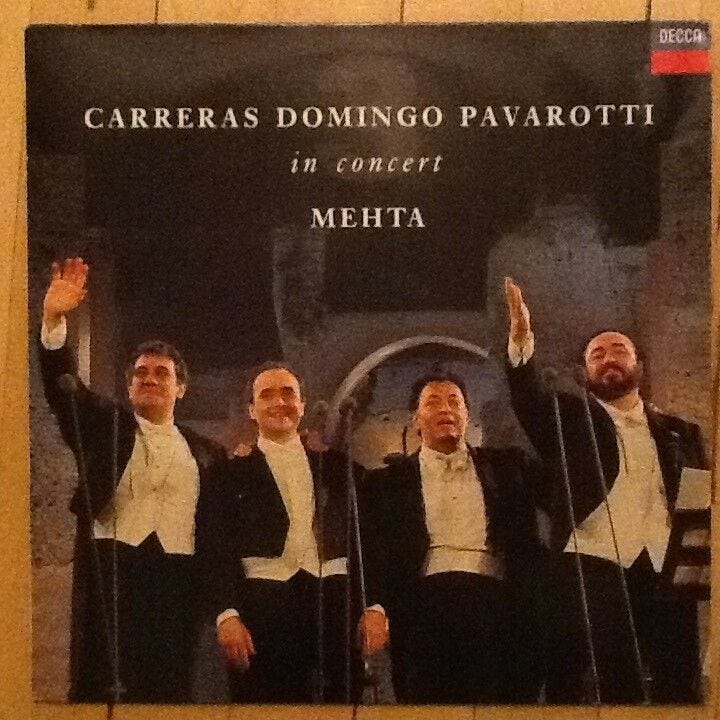 DECCA
CARRERAS DOMINGO PAVAROTTI
in concert
MEHTA